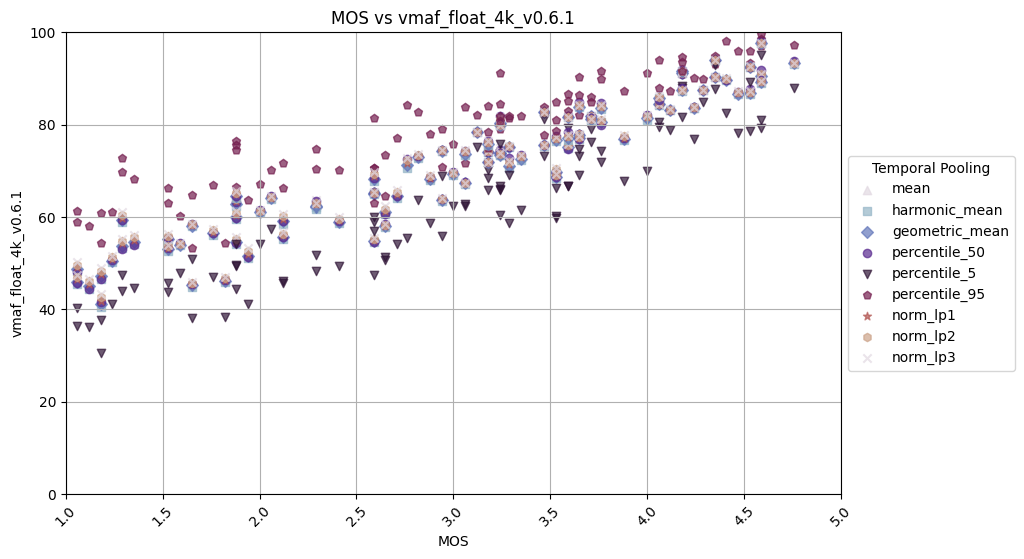 MOS vs vmaf_float_4k_v0.6.1
vmaf_float_4k_v0.6.1
100
80
60
40
20
0
1.0
1.5
2.0
2.5
3.0
3.5
4.0
4.5
5.0
MOS
Temporal Pooling
mean
harmonic_mean
geometric_mean
percentile_50
percentile_5
percentile_95
norm_lp1
norm_lp2
norm_lp3